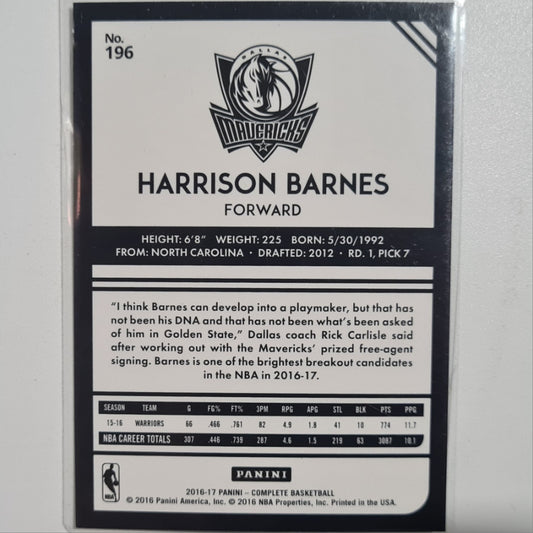 No.
196
DALLAS
MAVERICKS
HARRISON BARNES
FORWARD
HEIGHT: 6'8" WEIGHT: 225 BORN: 5/30/1992
FROM: NORTH CAROLINA · DRAFTED: 2012 · RD. 1, PICK 7
"I think Barnes can develop into a playmaker, but that has
not been his DNA and that has not been what's been asked
of him in Golden State," Dallas coach Rick Carlisle said
after working out with the Mavericks' prized free-agent
signing. Barnes is one of the brightest breakout candidates
in the NBA in 2016-17.
SEASON TEAM G FG% FT% 3PM RPG APG STL BLK PTS PPG
15-16 WARRIORS 66 .466 .761 82 4.9 1.8 41 10 774 11.7
NBA CAREER TOTALS 307 .446 .739 287 4.6 1.5 219 63 3087 10.1
PANINI
NBA
2016-17 PANINI – COMPLETE BASKETBALL
© 2016 Panini America, Inc. © 2016 NBA Properties, Inc. Printed in the USA.